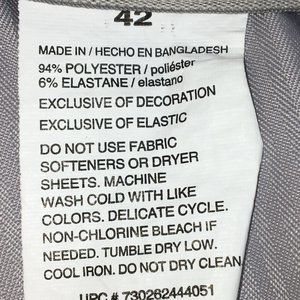 42
MADE IN / HECHO EN BANGLADESH
94% POLYESTER / poliéster
6% ELASTANE / elastano
EXCLUSIVE OF DECORATION
EXCLUSIVE OF ELASTIC
DO NOT USE FABRIC
SOFTENERS OR DRYER
SHEETS. MACHINE
WASH COLD WITH LIKE
COLORS. DELICATE CYCLE.
NON-CHLORINE BLEACH IF
NEEDED. TUMBLE DRY LOW.
COOL IRON. DO NOT DRY CLEAN
UPC # 730262444051